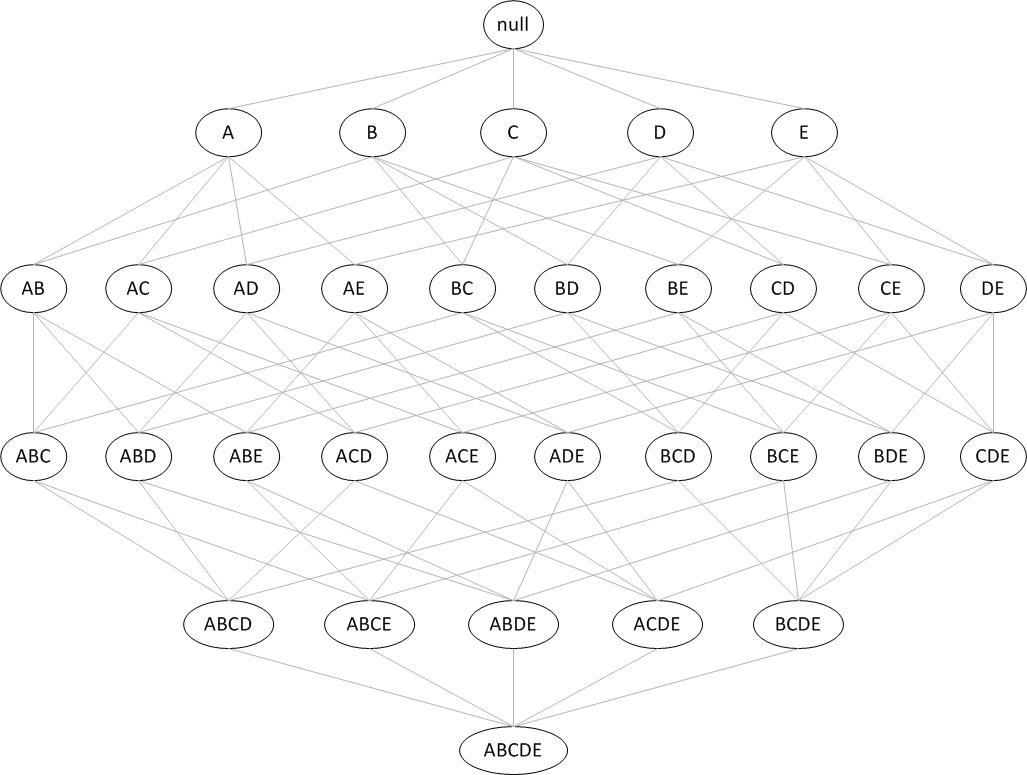 null
A B C D E
AB AC AD AE BC BD BE CD CE DE
ABC ABD ABE ACD ACE ADE BCD BCE BDE CDE
ABCD ABCE ABDE ACDE BCDE
ABCDE